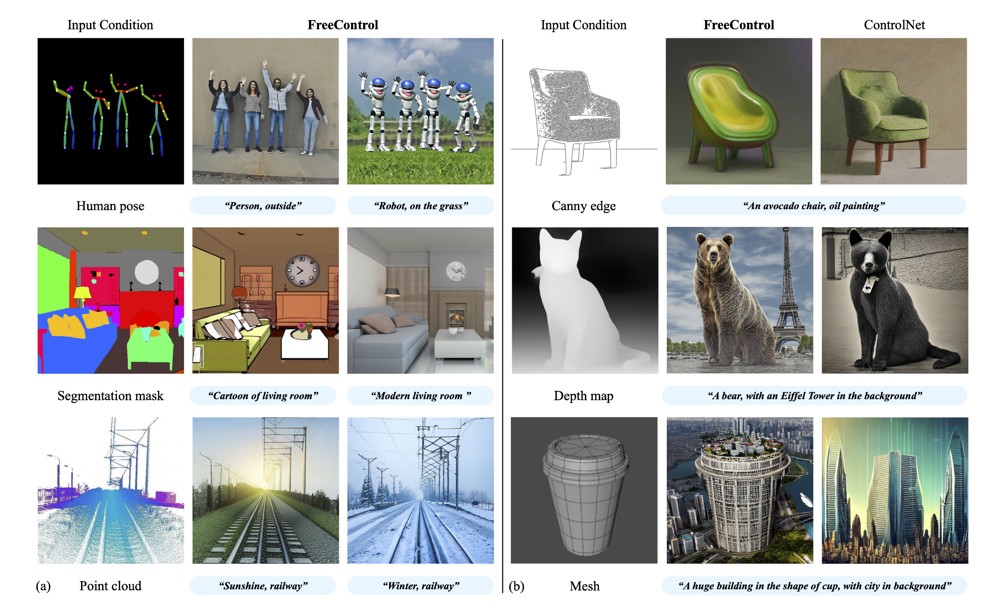 Input Condition
FreeControl
Human pose
“Person, outside”
“Robot, on the grass”
Segmentation mask
“Cartoon of living room”
“Modern living room ”
(a)
Point cloud
“Sunshine, railway”
“Winter, railway”
Input Condition
FreeControl
ControlNet
Canny edge
“An avocado chair, oil painting”
Depth map
“A bear, with an Eiffel Tower in the background”
(b)
Mesh
“A huge building in the shape of cup, with city in background”